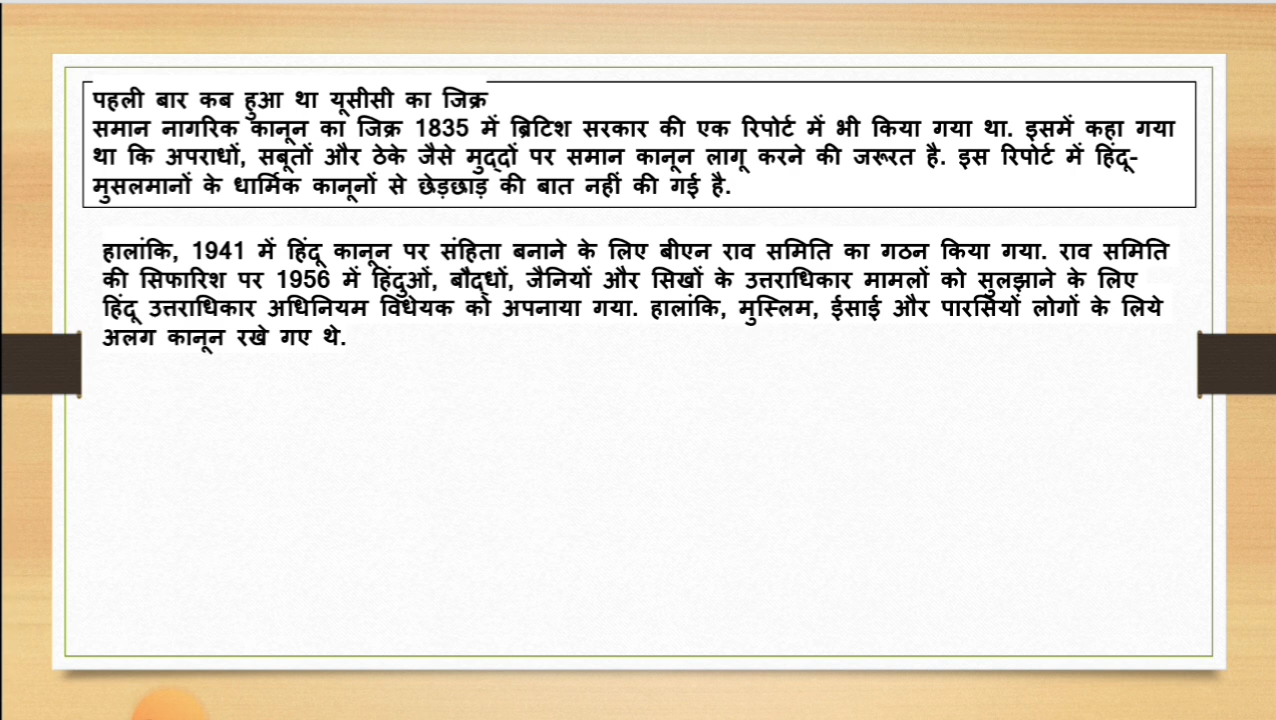 पहली बार कब हुआ था यूसीसी का जिक्र
समान नागरिक कानून का जिक्र 1835 में ब्रिटिश सरकार की एक रिपोर्ट में भी किया गया था. इसमें कहा गया
था कि अपराधों, सबूतों और ठेके जैसे मुद्दों पर समान कानून लागू करने की जरूरत है. इस रिपोर्ट में हिंदू-
मुसलमानों के धार्मिक कानूनों से छेड़छाड़ की बात नहीं की गई है.
हालांकि, 1941 में हिंदू कानून पर संहिता बनाने के लिए बीएन राव समिति का गठन किया गया. राव समिति
की सिफारिश पर 1956 में हिंदुओं, बौद्धों, जैनियों और सिखों के उत्तराधिकार मामलों को सुलझाने के लिए
हिंदू उत्तराधिकार अधिनियम विधेयक को अपनाया गया. हालांकि, मुस्लिम, ईसाई और पारसियों लोगों के लिये
अलग कानून रखे गए थे.